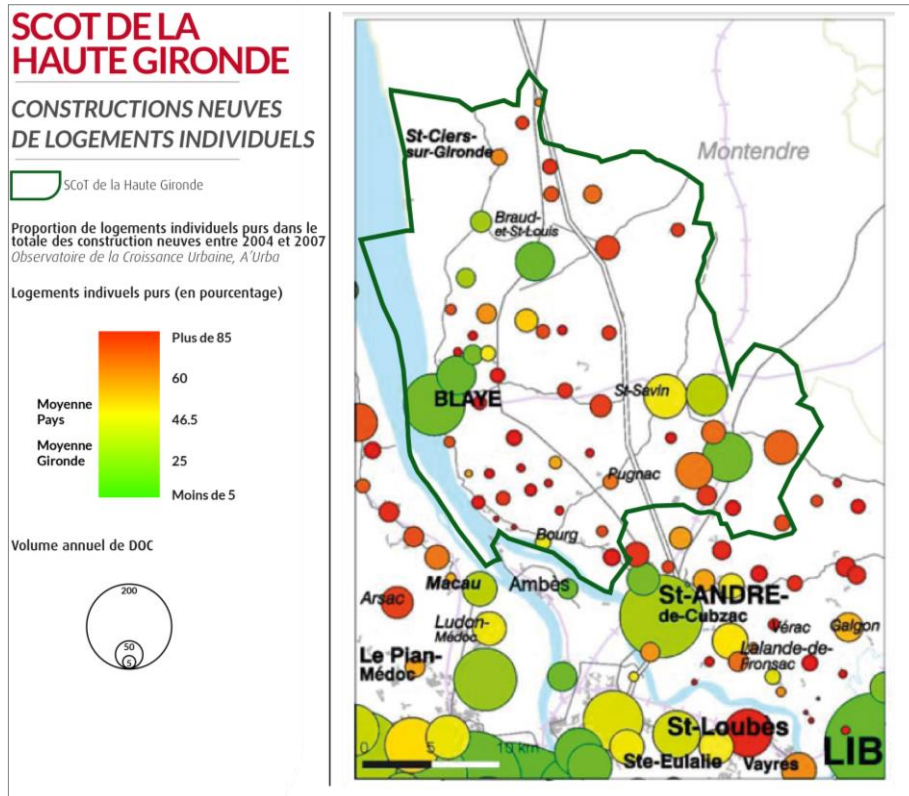 SCOT DE LA
HAUTE GIRONDE
CONSTRUCTIONS NEUVES
DE LOGEMENTS INDIVIDUELS
SCoT de la Haute Gironde
Proportion de logements individuels purs dans le
totale des construction neuves entre 2004 et 2007
Observatoire de la Croissance Urbaine, A'Urba
Logements indivuels purs (en pourcentage)
Plus de 85
60
Moyenne
Pays
46.5
Moyenne
Gironde
25
Moins de 5
Volume annuel de DOC
200
50
5
St-Ciers-
sur-Gironde
Montendre
Braud-
et-St-Louis
BLAYE
St-Savin
Pugnac
Bourg
Ambès
Macau
Arsac
Ludon-
Médoc
Le Pian-
Médoc
St-ANDRE-
de-Cubzac
Vérac
Galgon
Lalande-de-
Fronsac
St-Loubès
Ste-Eulalie
Vayres
LIB
0 5 10 km